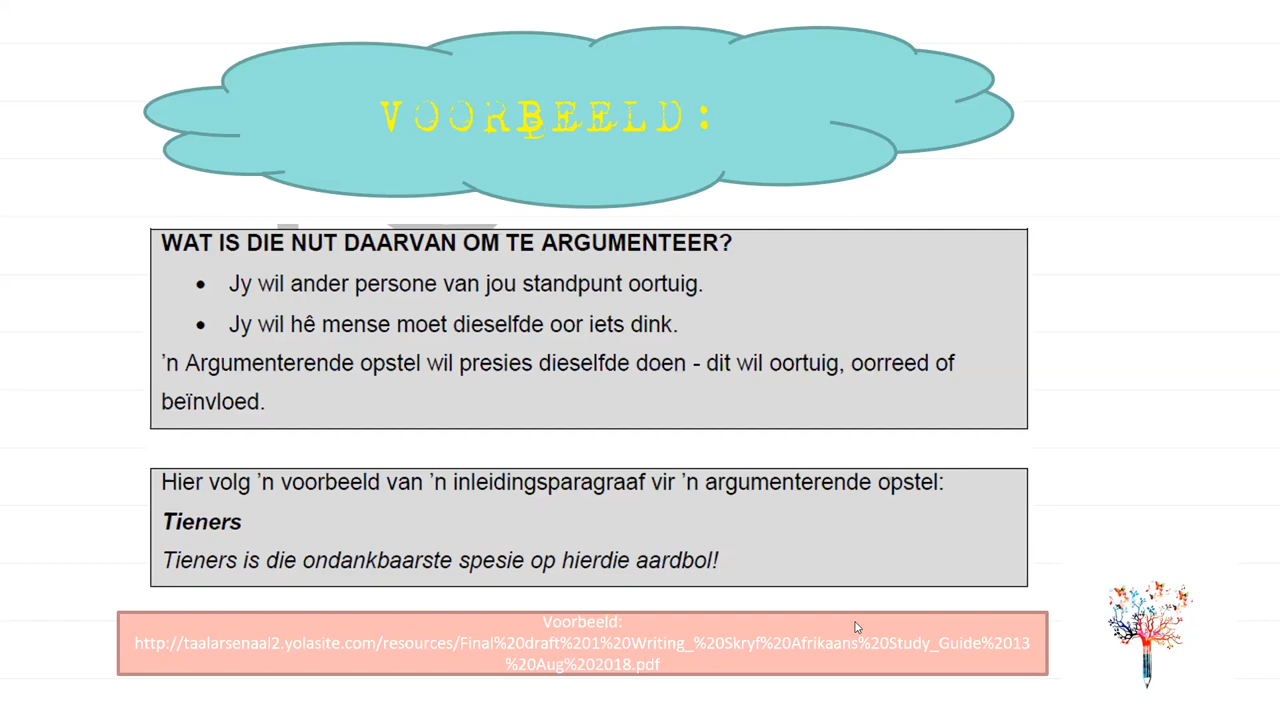 VOORBEELD:
WAT IS DIE NUT DAARVAN OM TE ARGUMENTEER?
• Jy wil ander persone van jou standpunt oortuig.
• Jy wil hê mense moet dieselfde oor iets dink.
’n Argumenterende opstel wil presies dieselfde doen - dit wil oortuig, oorreed of
beïnvloed.
Hier volg ’n voorbeeld van ’n inleidingsparagraaf vir ’n argumenterende opstel:
Tieners
Tieners is die ondankbaarste spesie op hierdie aardbol!
Voorbeeld:
http://taalarsenaal2.yolasite.com/resources/Final%20draft%201%20Writing_%20Skryf%20Afrikaans%20Study_Guide%2013
%20Aug%202018.pdf